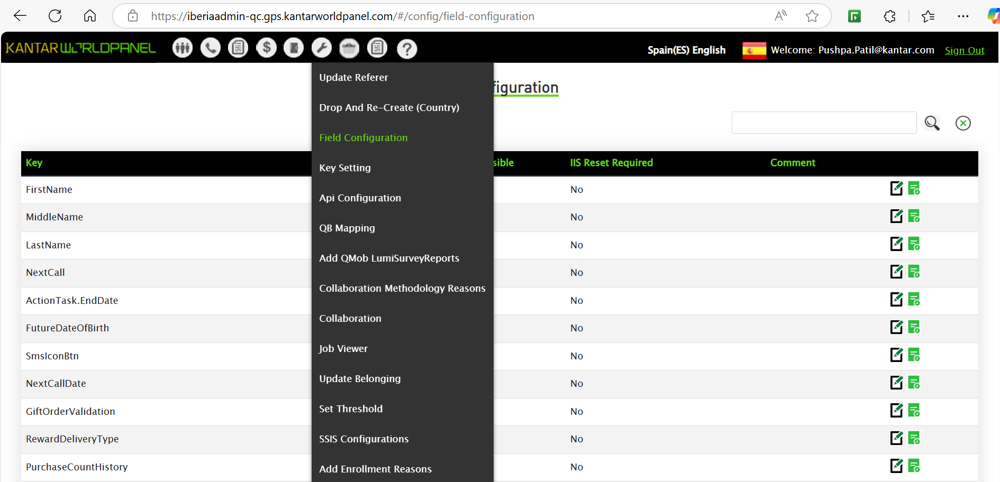 https://iberiaadmin-qc.gps.kantarworldpanel.com/#/config/field-configuration
KANTAR WORLDPANEL
Spain(ES) English
Welcome: Pushpa.Patil@kantar.com
Sign Out
Update Referer
Drop And Re-Create (Country)
Field Configuration
Key Setting
Api Configuration
QB Mapping
Add QMob LumiSurveyReports
Collaboration Methodology Reasons
Collaboration
Job Viewer
Update Belonging
Set Threshold
SSIS Configurations
Add Enrollment Reasons
figuration
Key sible IIS Reset Required Comment
FirstName No
MiddleName No
LastName No
NextCall No
ActionTask.EndDate No
FutureDateOfBirth No
SmsIconBtn No
NextCallDate No
GiftOrderValidation No
RewardDeliveryType No
PurchaseCountHistory No